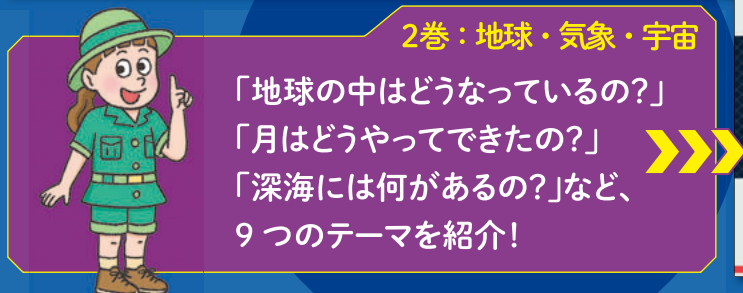 2巻：地球・気象・宇宙
「地球の中はどうなっているの？」
「月はどうやってできたの？」
「深海には何があるの？」など、
9つのテーマを紹介！